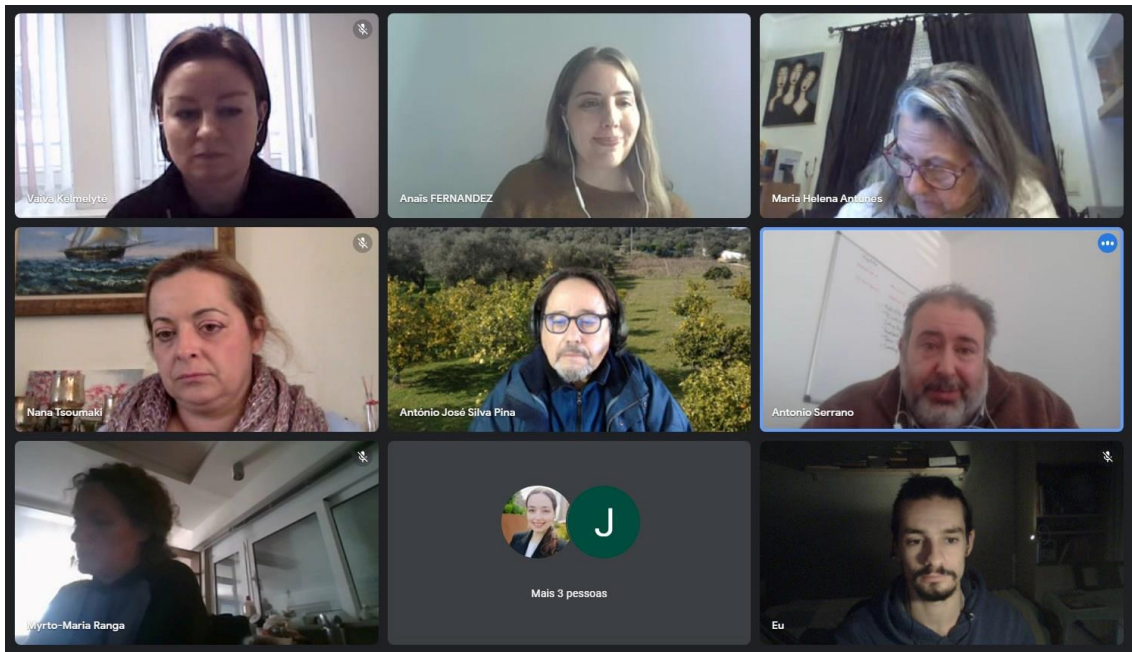 Vaiva Kelmelytė
Anaïs FERNANDEZ
Maria Helena Antunes
Nana Tsoumaki
António José Silva Pina
Antonio Serrano
Myrto-Maria Ranga
J
Mais 3 pessoas
Eu